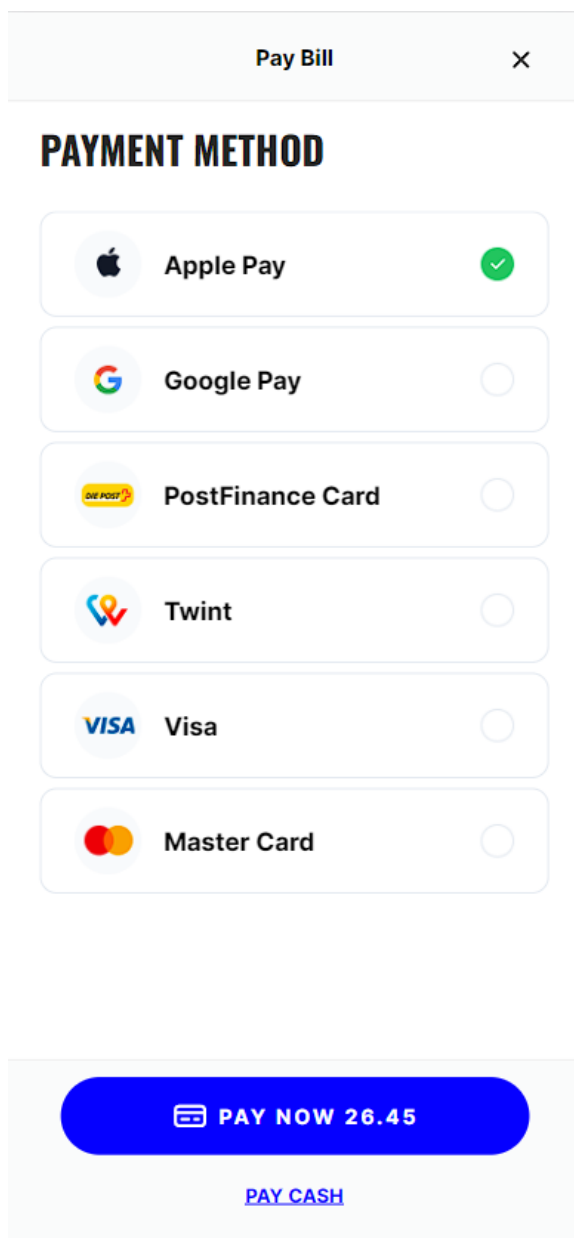 Pay Bill
PAYMENT METHOD
Apple Pay
Google Pay
DIE POST
PostFinance Card
Twint
VISA
Visa
Master Card
PAY NOW 26.45
PAY CASH